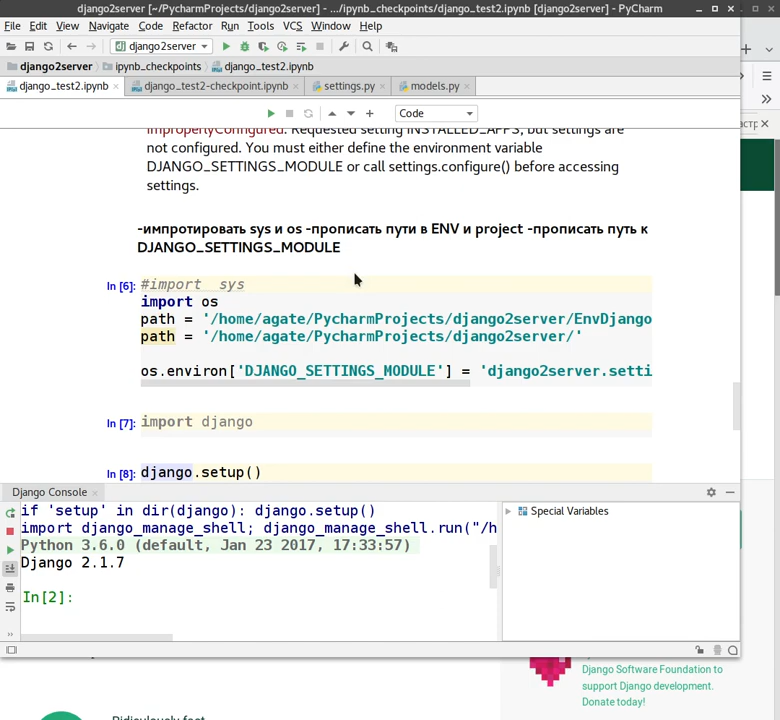 django2server [~/PycharmProjects/django2server] - .../ipynb_checkpoints/django_test2.ipynb [django2server] - PyCharm
File Edit View Navigate Code Refactor Run Tools VCS Window Help
django2server
django2server ipynb_checkpoints django_test2.ipynb
django_test2.ipynb django_test2-checkpoint.ipynb settings.py models.py
Code
ImproperlyConfigured: Requested setting INSTALLED_APPS, but settings are
not configured. You must either define the environment variable
DJANGO_SETTINGS_MODULE or call settings.configure() before accessing
settings.
-импротировать sys и os -прописать пути в ENV и project -прописать путь к
DJANGO_SETTINGS_MODULE
In [6]: #import sys
import os
path = '/home/agate/PycharmProjects/django2server/EnvDjango
path = '/home/agate/PycharmProjects/django2server/'
os.environ['DJANGO_SETTINGS_MODULE'] = 'django2server.setti
In [7]: import django
In [8]: django.setup()
Django Console
if 'setup' in dir(django): django.setup()
import django_manage_shell; django_manage_shell.run("/h
Python 3.6.0 (default, Jan 23 2017, 17:33:57)
Django 2.1.7
In[2]:
Special Variables
Django Software Foundation to
support Django development.
Donate today!
Ridiculously fast